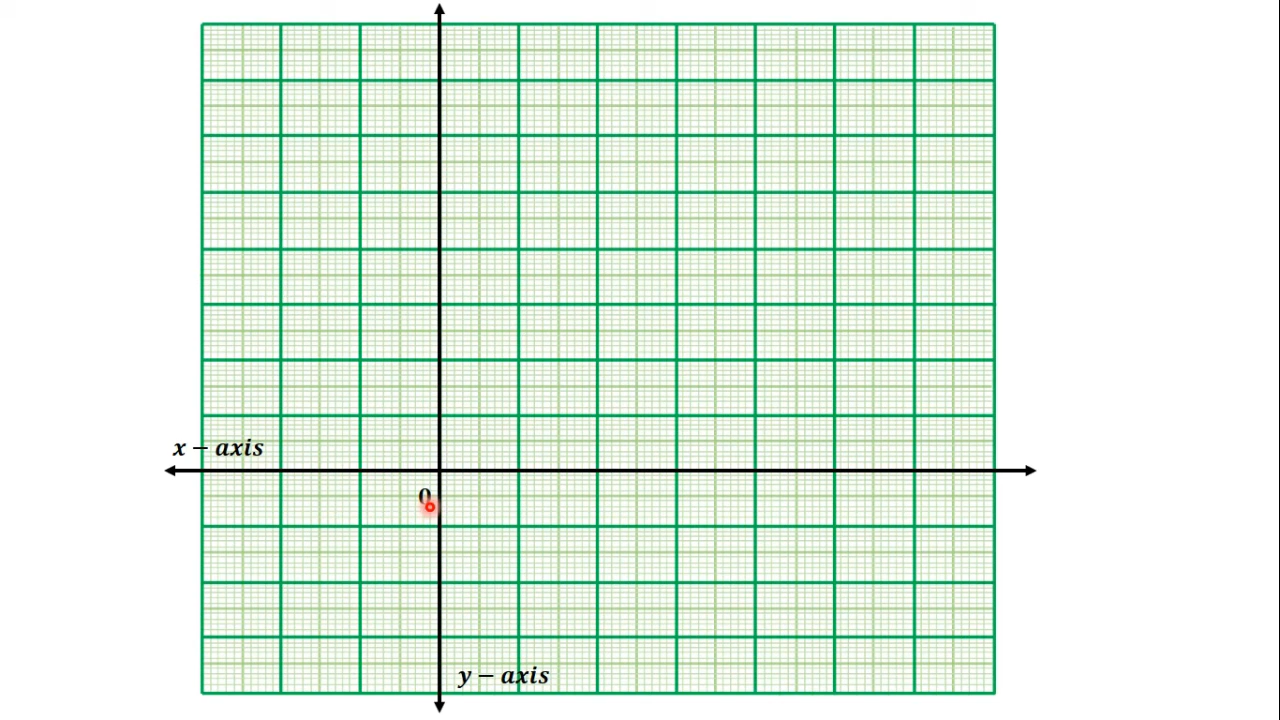 x – axis
0
y – axis